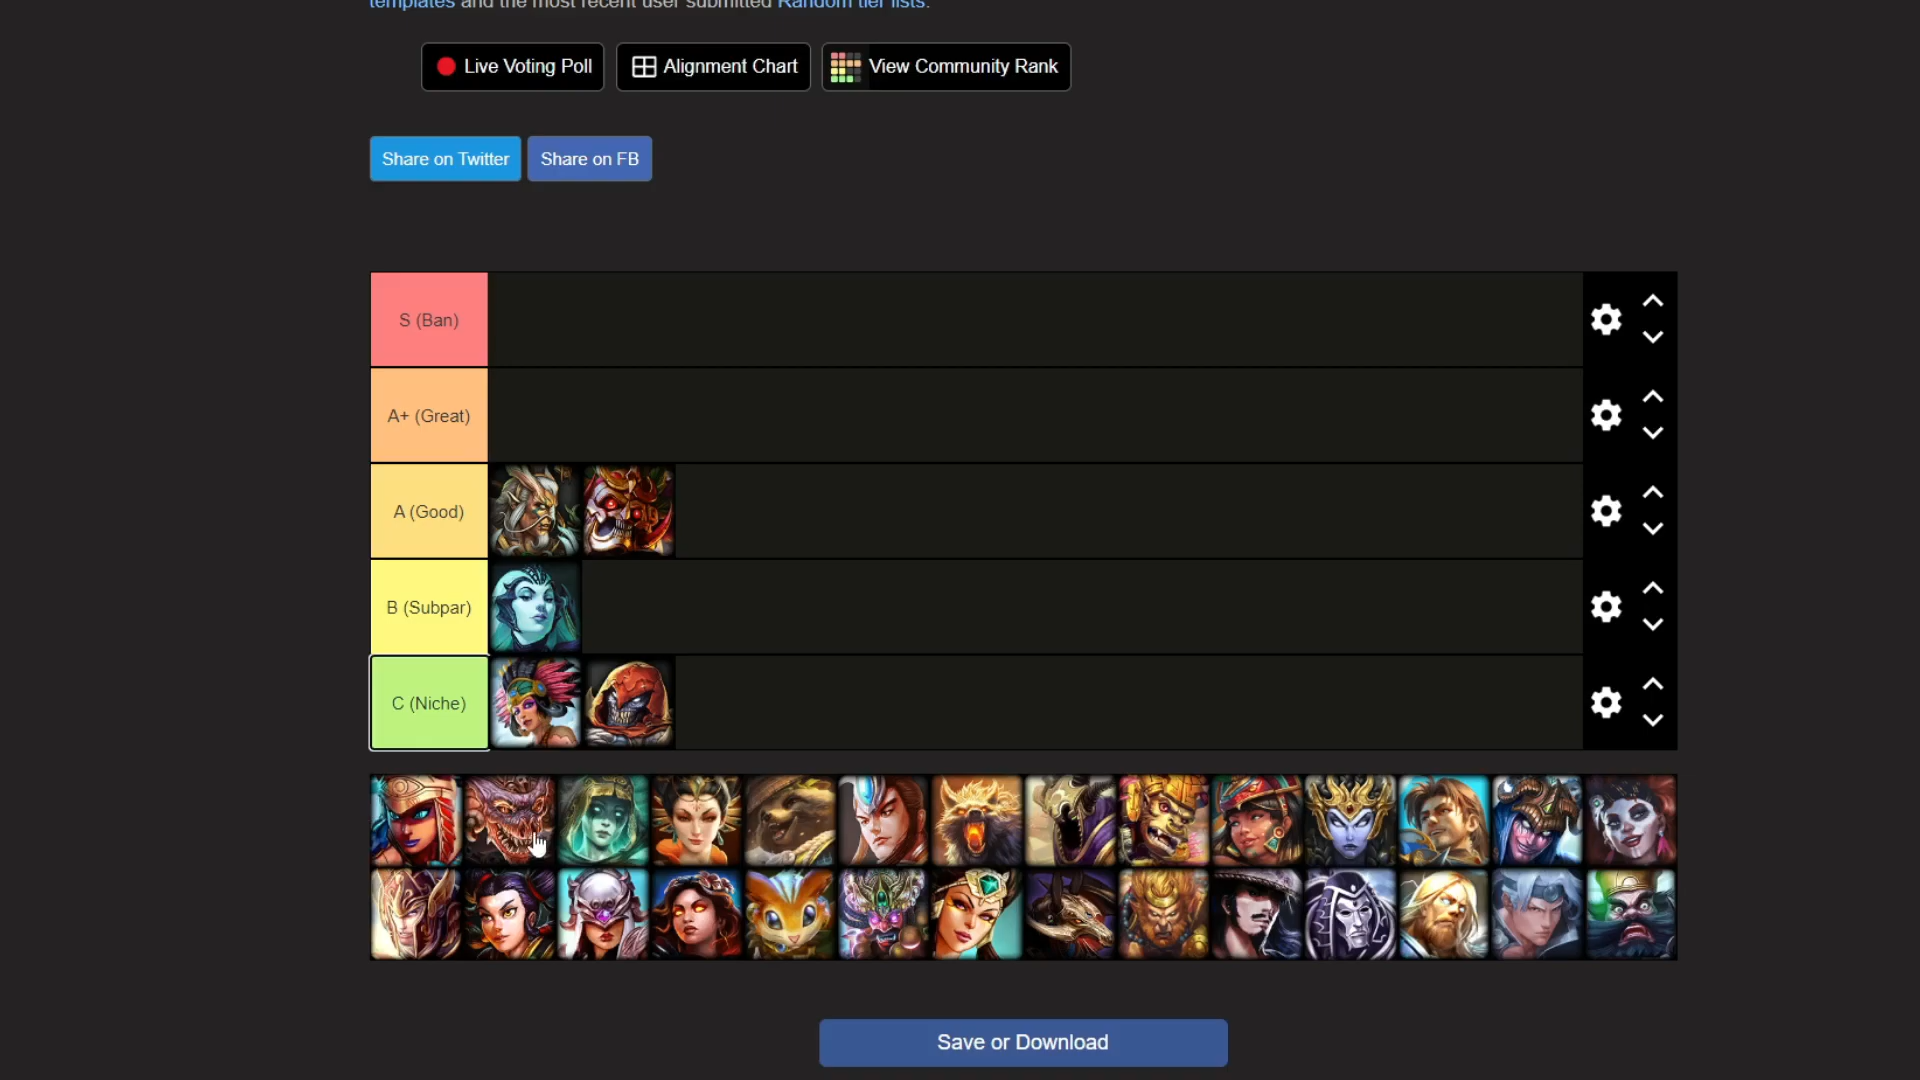 templates and the most recent user submitted Random tier lists.
Live Voting Poll
Alignment Chart
View Community Rank
Share on Twitter
Share on FB
S (Ban)
A+ (Great)
A (Good)
B (Subpar)
C (Niche)
Save or Download